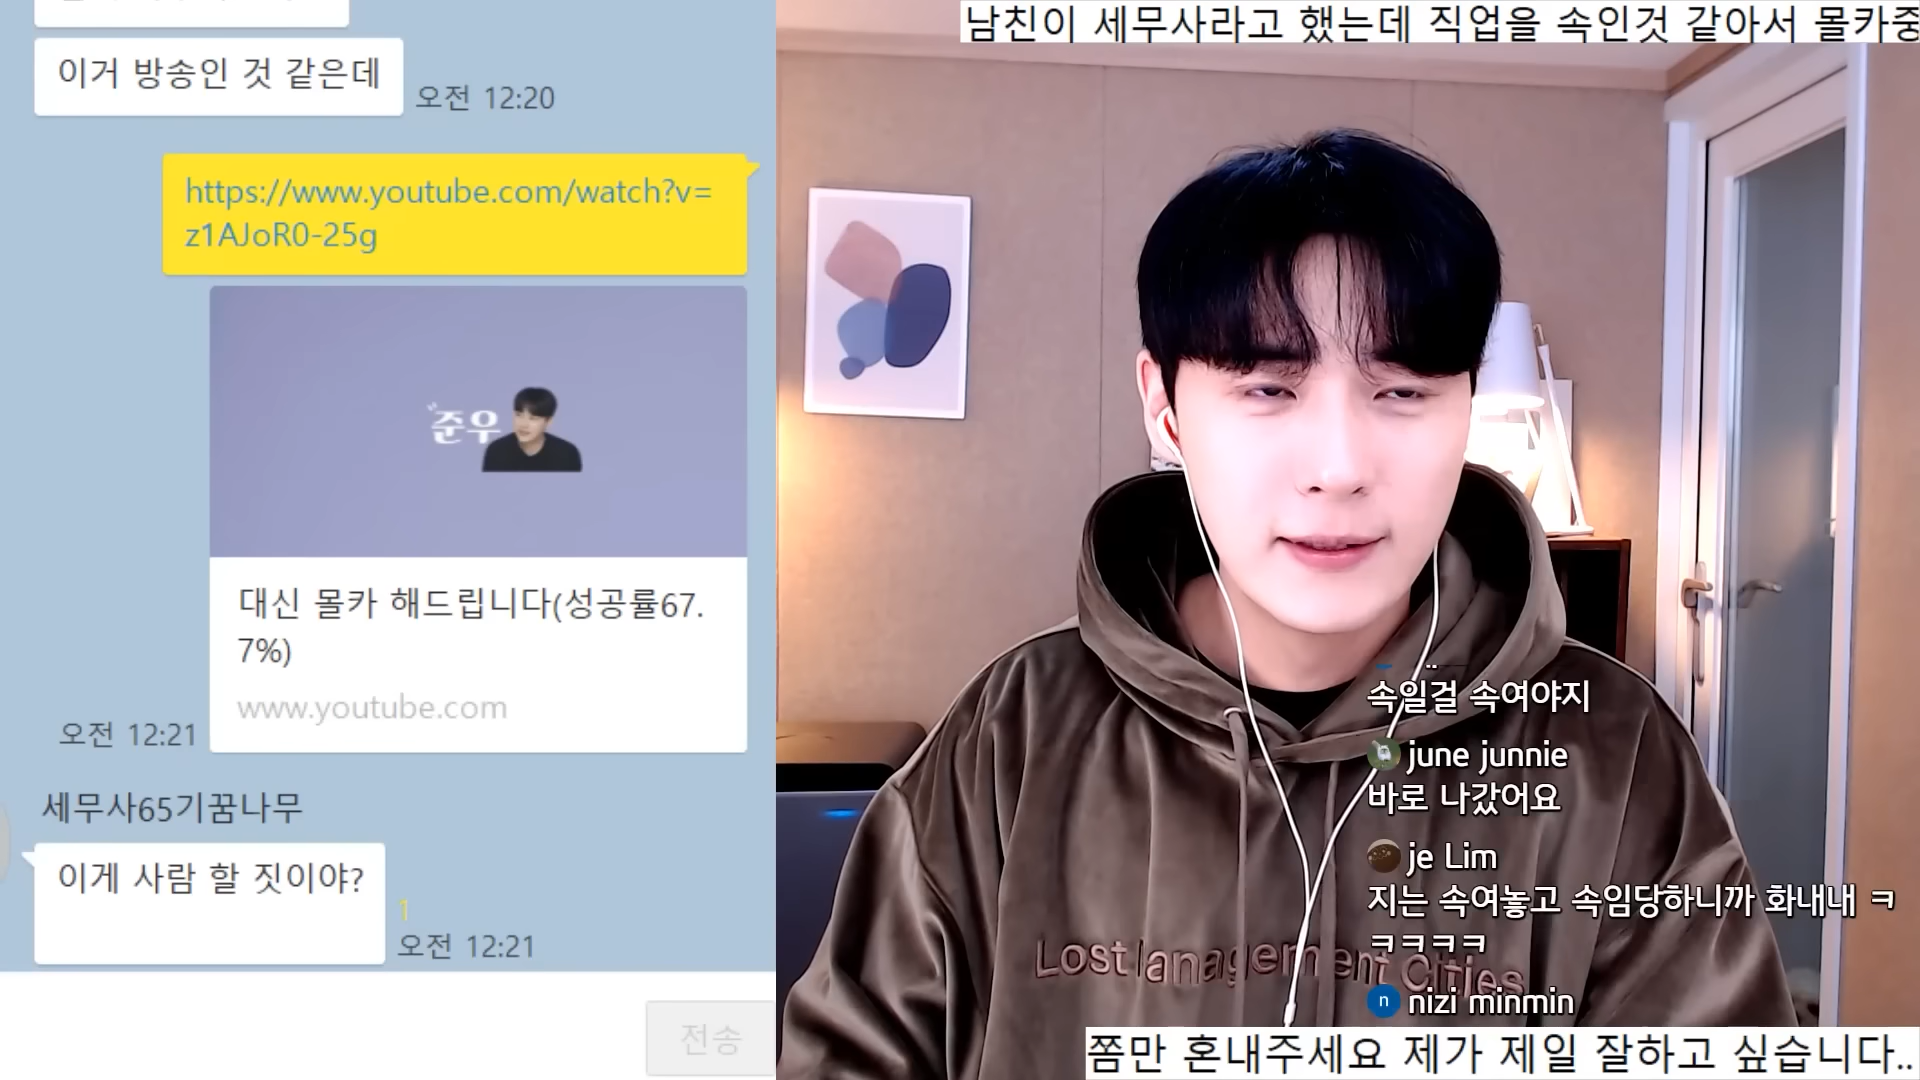 이거 방송인 것 같은데
오전 12:20
https://www.youtube.com/watch?v=
z1AJoR0-25g
준우
대신 몰카 해드립니다(성공률67.
7%)
www.youtube.com
오전 12:21
세무사65기꿈나무
이게 사람 할 짓이야?
1
오전 12:21
전송
남친이 세무사라고 했는데 직업을 속인것 같아서 몰카중
속일걸 속여야지
june junnie
바로 나갔어요
je Lim
지는 속여놓고 속임당하니까 화내내 ㅋ
ㅋㅋㅋㅋ
Lost Management Cities
n nizi minmin
쫌만 혼내주세요 제가 제일 잘하고 싶습니다..